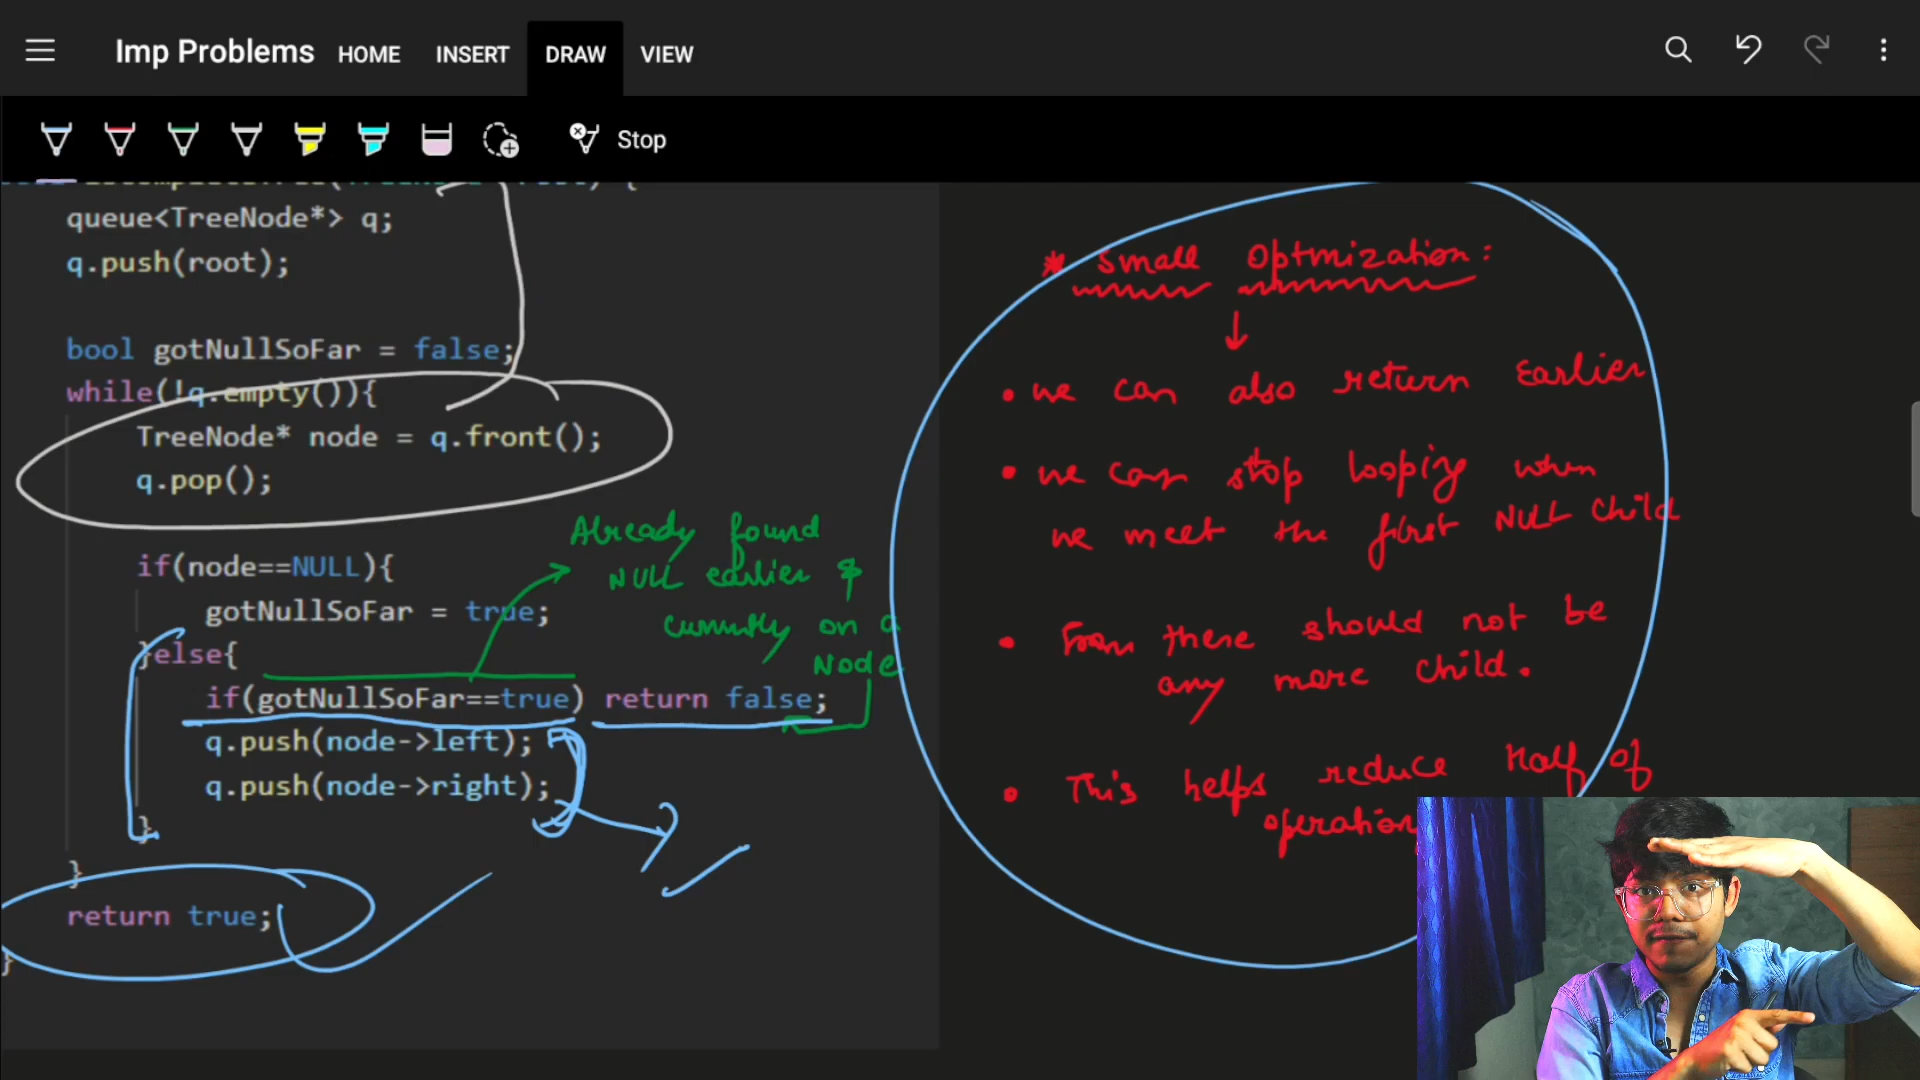 Imp Problems HOME INSERT DRAW VIEW
Stop
queue<TreeNode*> q;
q.push(root);
bool gotNullSoFar = false;
while(!q.empty()){
TreeNode* node = q.front();
q.pop();
if(node==NULL){
gotNullSoFar = true;
}else{
if(gotNullSoFar==true) return false;
q.push(node->left);
q.push(node->right);
}
}
return true;
}
Already found
NULL earlier &
on a
Node
* Small Optmization:
• we can also return Earlier
• we can stop when
we meet the first NULL child
• From there should not be
any more child.
• This helps reduce Half of
operation